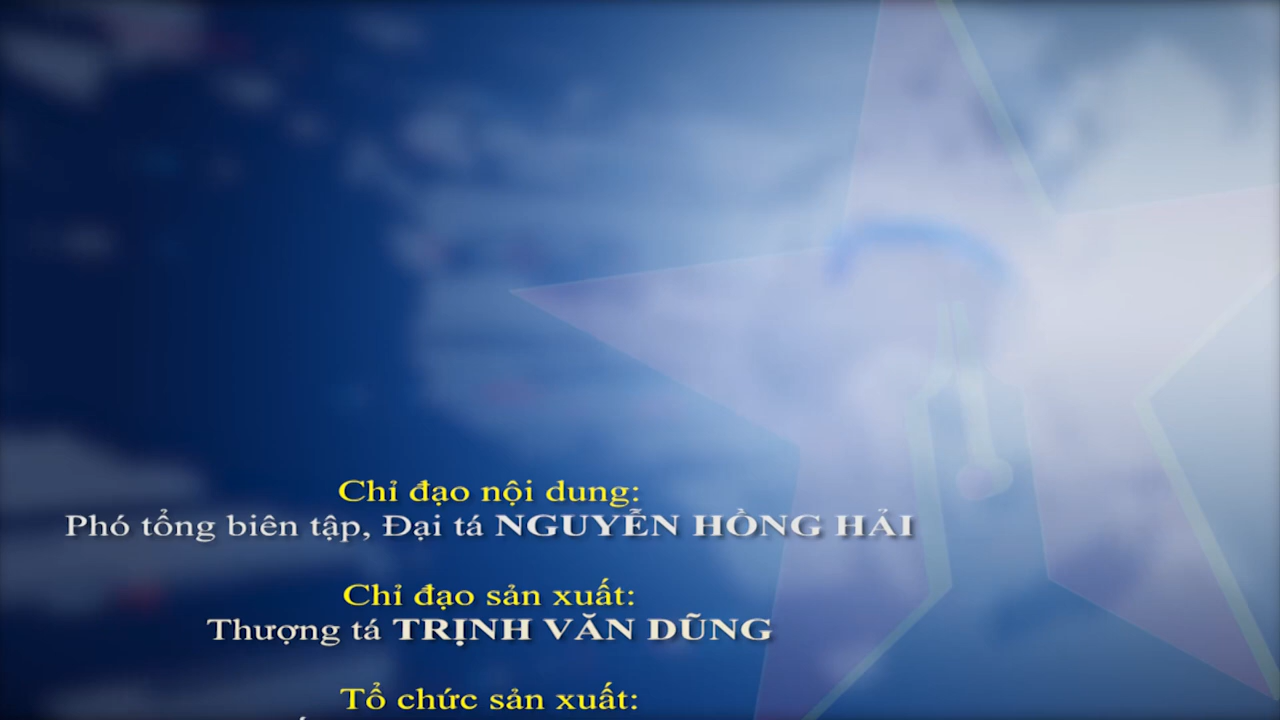 Chỉ đạo nội dung:
Phó tổng biên tập, Đại tá NGUYỄN HỒNG HẢI
Chỉ đạo sản xuất:
Thượng tá TRỊNH VĂN DŨNG
Tổ chức sản xuất: